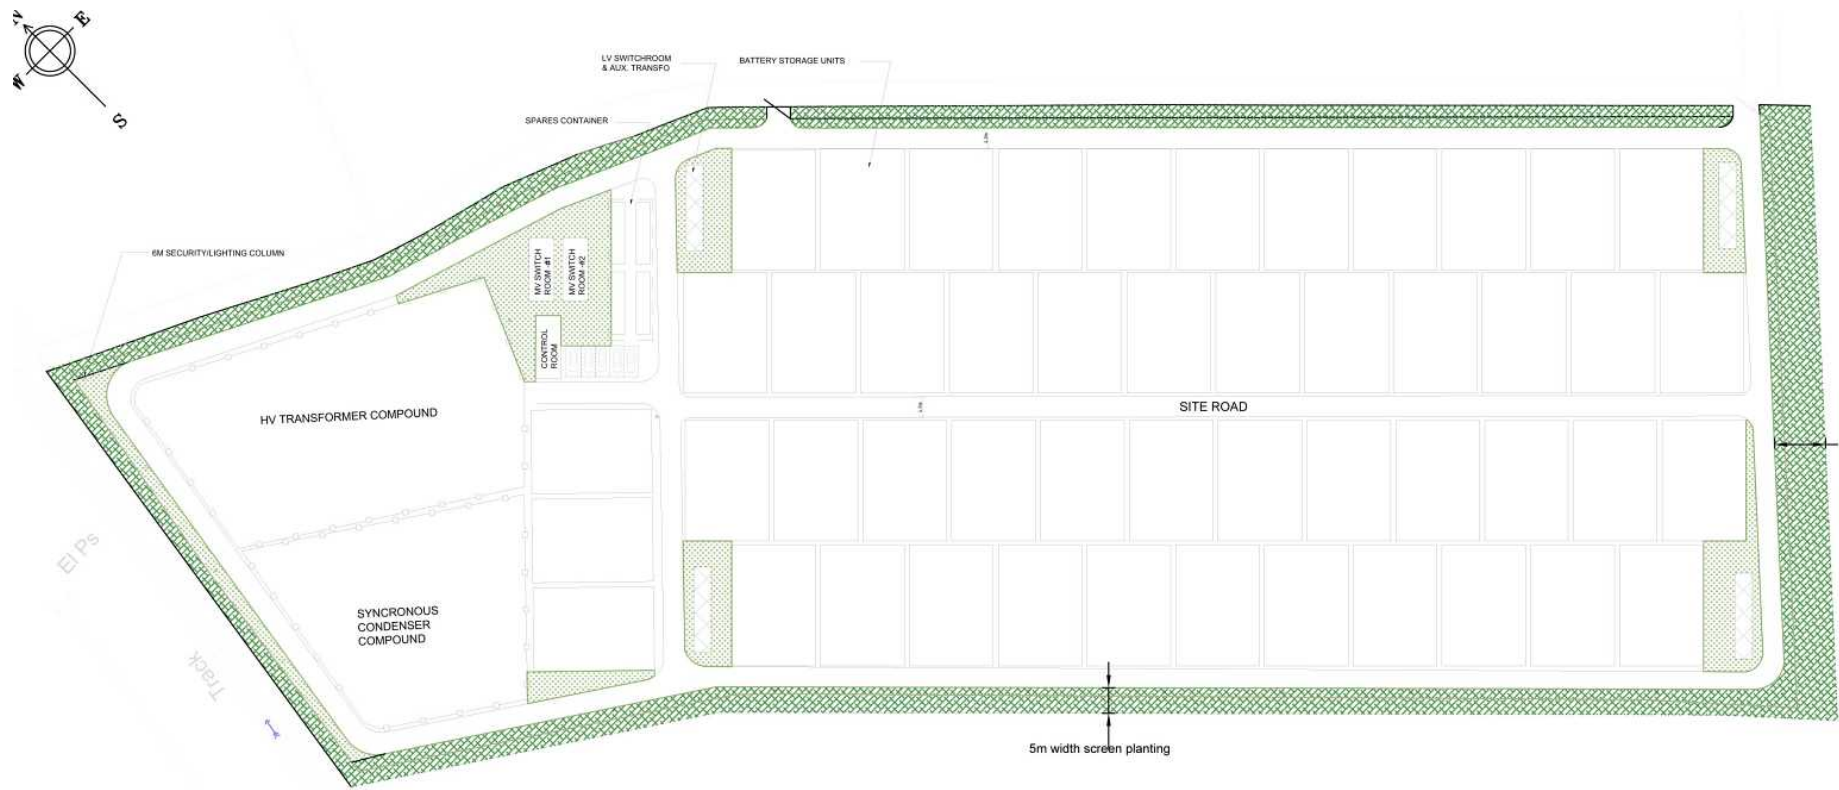 N
E
W
S
LV SWITCHROOM
& AUX. TRANSFO
BATTERY STORAGE UNITS
SPARES CONTAINER
6M SECURITY/LIGHTING COLUMN
MV SWITCH
ROOM #1
MV SWITCH
ROOM #2
CONTROL
ROOM
HV TRANSFORMER COMPOUND
SITE ROAD
SYNCRONOUS
CONDENSER
COMPOUND
El Ps
Track
5m width screen planting